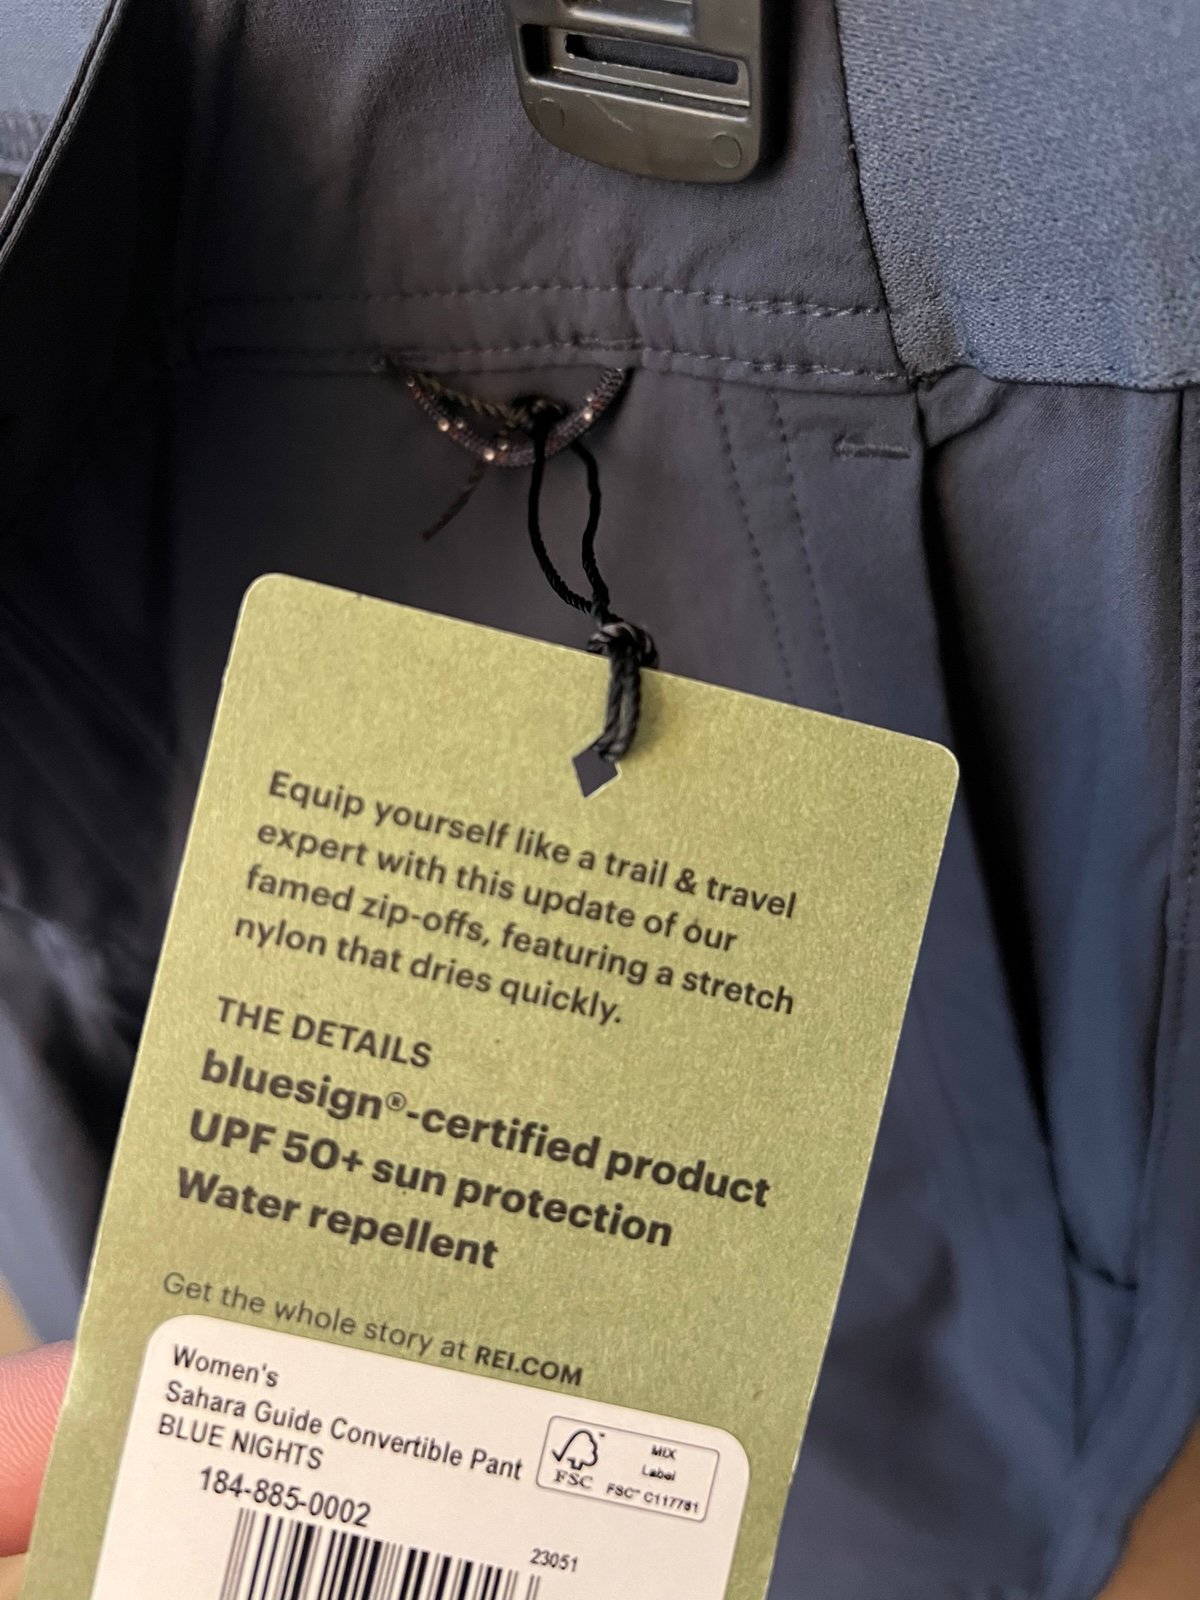 Equip yourself like a trail & travel
expert with this update of our
famed zip-offs, featuring a stretch
nylon that dries quickly.
THE DETAILS
bluesign®-certified product
UPF 50+ sun protection
Water repellent
Get the whole story at REI.COM
Women's
Sahara Guide Convertible Pant
BLUE NIGHTS
184-885-0002
FSC™
MIX
Label
FSC™ C117781
23051